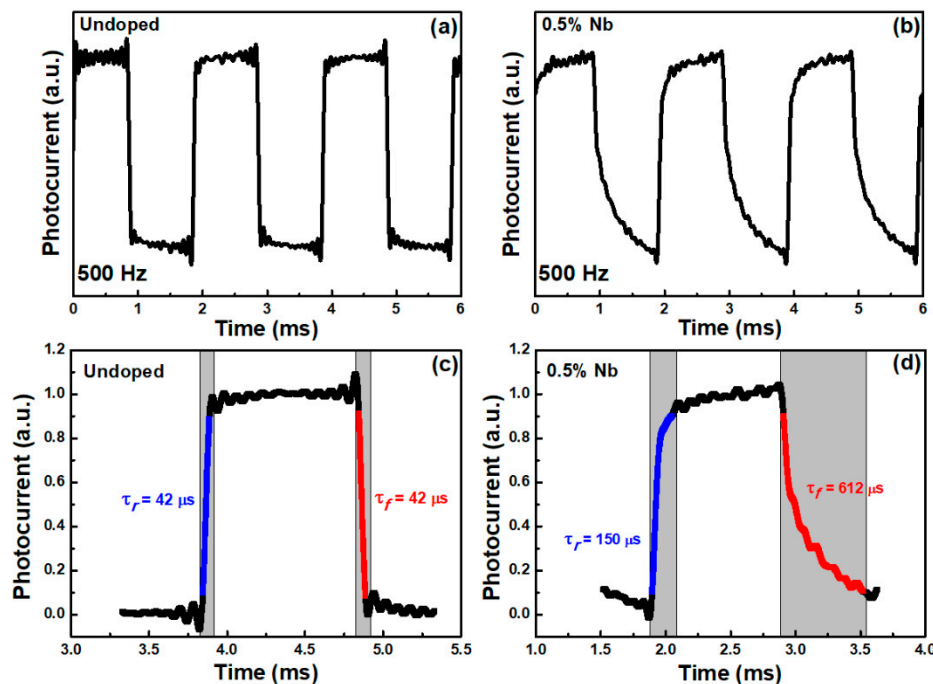 Undoped
(a)
Photocurrent (a.u.)
500 Hz
0 1 2 3 4 5 6
Time (ms)
0.5% Nb
(b)
Photocurrent (a.u.)
500 Hz
0 1 2 3 4 5 6
Time (ms)
Undoped
(c)
Photocurrent (a.u.)
1.2
1.0
0.8
0.6
0.4
0.2
0.0
τr = 42 μs
τf = 42 μs
3.0 3.5 4.0 4.5 5.0 5.5
Time (ms)
0.5% Nb
(d)
Photocurrent (a.u.)
1.2
1.0
0.8
0.6
0.4
0.2
0.0
τf = 612 μs
τr = 150 μs
1.0 1.5 2.0 2.5 3.0 3.5 4.0
Time (ms)